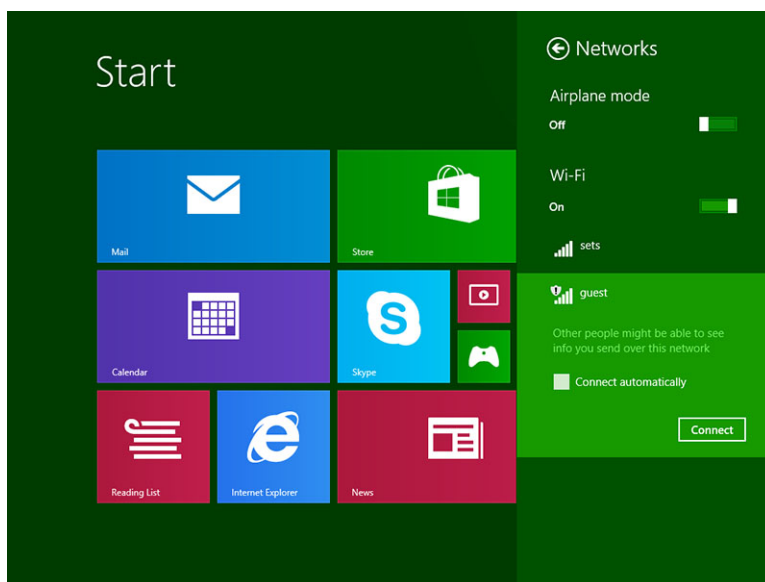 Start
Mail
Store
Calendar
Skype
Reading List
Internet Explorer
News
Networks
Airplane mode
Off
Wi-Fi
On
sets
guest
Other people might be able to see
info you send over this network
Connect automatically
Connect